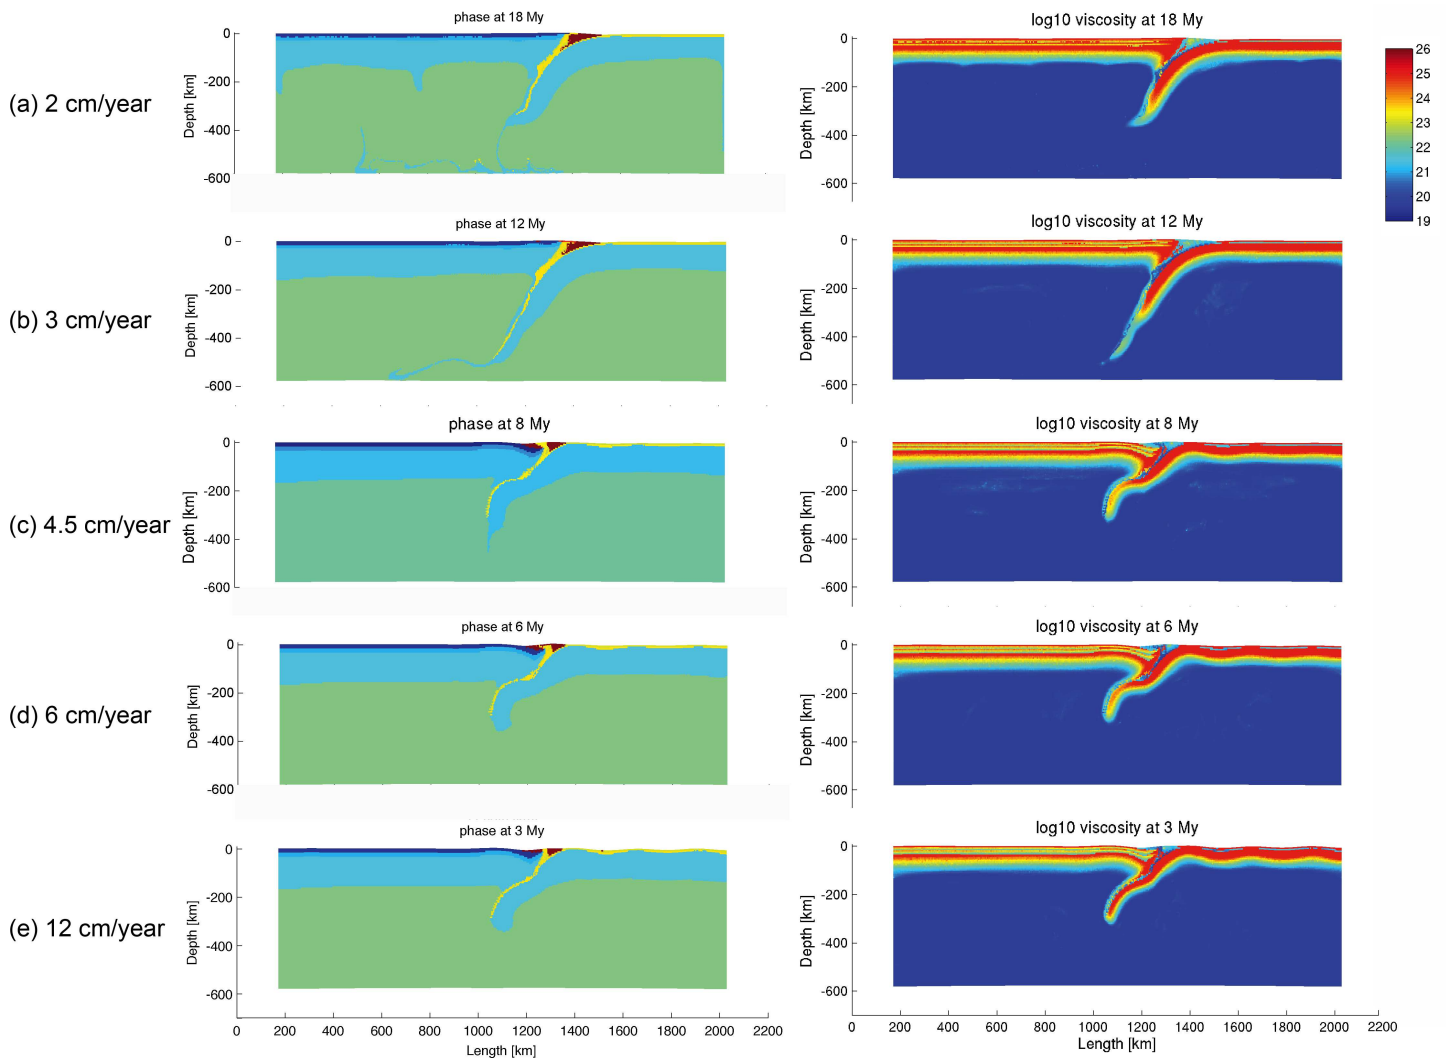 phase at 18 My
log10 viscosity at 18 My
(a) 2 cm/year
Depth [km]
0
-200
-400
-600
Depth [km]
0
-200
-400
-600
26
25
24
23
22
21
20
19
phase at 12 My
log10 viscosity at 12 My
(b) 3 cm/year
Depth [km]
0
-200
-400
-600
Depth [km]
0
-200
-400
-600
phase at 8 My
log10 viscosity at 8 My
(c) 4.5 cm/year
Depth [km]
0
-200
-400
-600
Depth [km]
0
-200
-400
-600
phase at 6 My
log10 viscosity at 6 My
(d) 6 cm/year
Depth [km]
0
-200
-400
-600
Depth [km]
0
-200
-400
-600
phase at 3 My
log10 viscosity at 3 My
(e) 12 cm/year
Depth [km]
0
-200
-400
-600
Depth [km]
0
-200
-400
-600
0 200 400 600 800 1000 1200 1400 1600 1800 2000 2200
Length [km]
0 200 400 600 800 1000 1200 1400 1600 1800 2000 2200
Length [km]